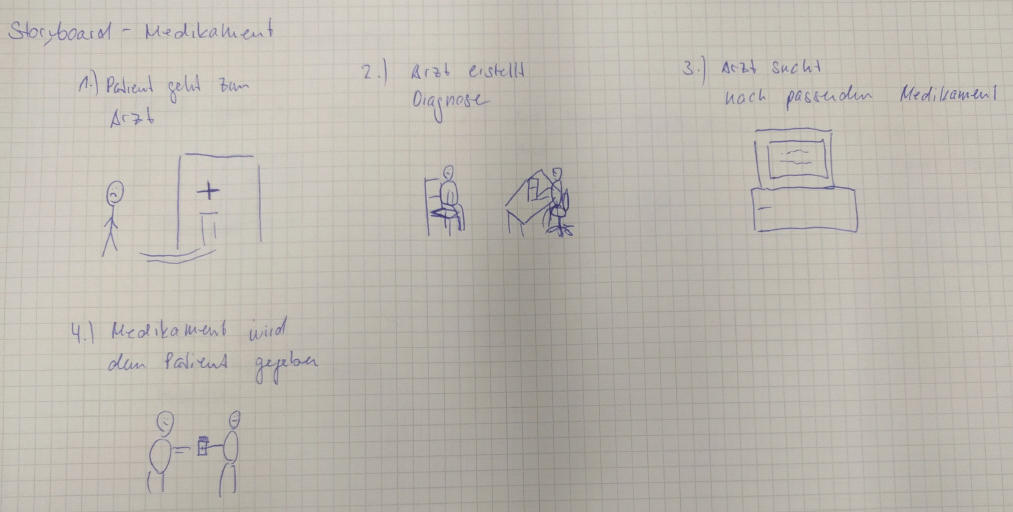 Storyboard - Medikament
1.) Patient geht zum
Arzt
2.) Arzt erstellt
Diagnose
3.) Arzt sucht
nach passenden Medikament
4.) Medikament wird
dem Patient gegeben